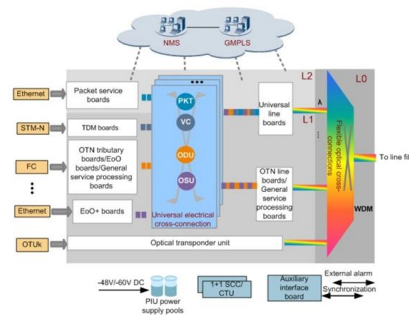 NMS
GMPLS
L2
L0
Ethernet
Packet service
boards
PKT
Universal
line
boards
L1
λ
STM-N
TDM boards
VC
FC
OTN tributary
boards/EoO
boards/General
service processing
boards
ODU
OSU
OTN line
boards/
General
service
processing
boards
Flexible optical cross-
connections
To line fi
WDM
Ethernet
EoO+ boards
Universal electrical
cross-connection
OTUk
Optical transponder unit
-48V/-60V DC
PIU power
supply pools
1+1 SCC/
CTU
Auxiliary
interface
board
External alarm
Synchronization